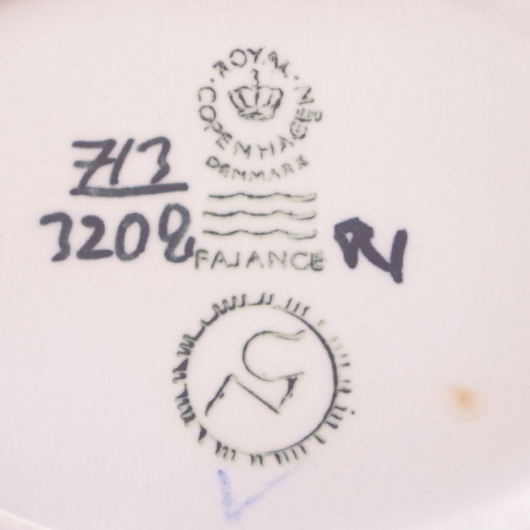 ROYAL
COPENHAGEN
DENMARK
713
3208
FAJANCE